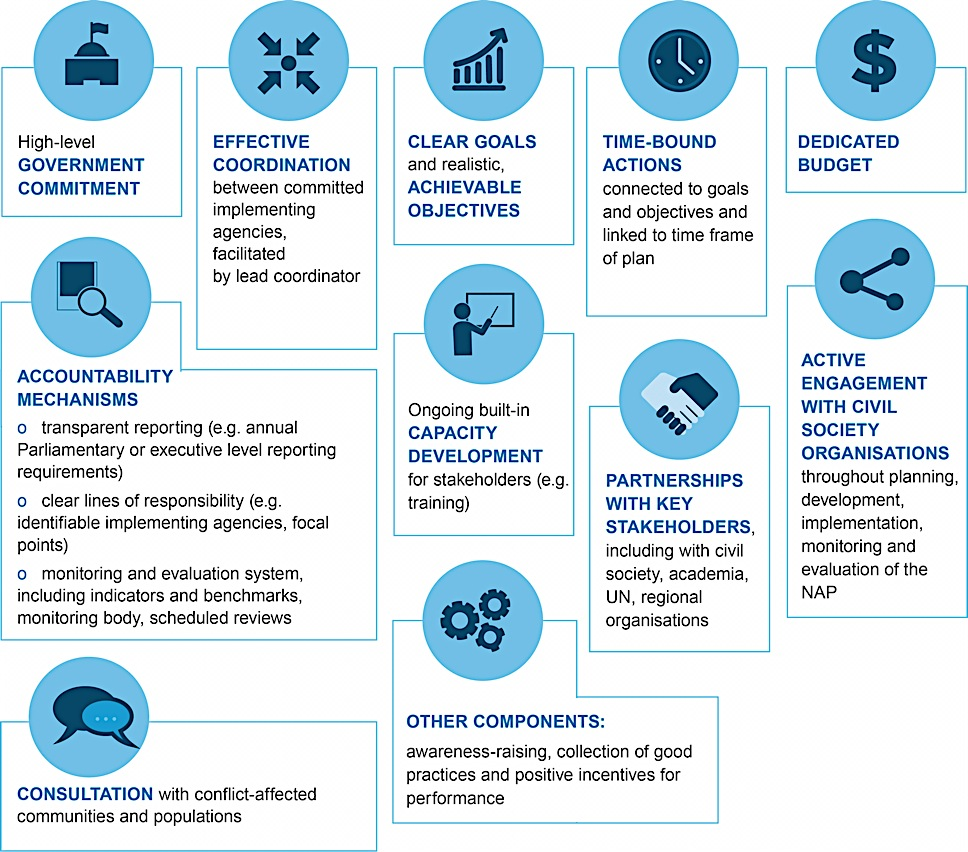 High-level
GOVERNMENT
COMMITMENT
EFFECTIVE
COORDINATION
between committed
implementing
agencies,
facilitated
by lead coordinator
CLEAR GOALS
and realistic,
ACHIEVABLE
OBJECTIVES
TIME-BOUND
ACTIONS
connected to goals
and objectives and
linked to time frame
of plan
$
DEDICATED
BUDGET
ACCOUNTABILITY
MECHANISMS
o transparent reporting (e.g. annual
Parliamentary or executive level reporting
requirements)
o clear lines of responsibility (e.g.
identifiable implementing agencies, focal
points)
o monitoring and evaluation system,
including indicators and benchmarks,
monitoring body, scheduled reviews
Ongoing built-in
CAPACITY
DEVELOPMENT
for stakeholders (e.g.
training)
PARTNERSHIPS
WITH KEY
STAKEHOLDERS,
including with civil
society, academia,
UN, regional
organisations
ACTIVE
ENGAGEMENT
WITH CIVIL
SOCIETY
ORGANISATIONS
throughout planning,
development,
implementation,
monitoring and
evaluation of the
NAP
CONSULTATION with conflict-affected
communities and populations
OTHER COMPONENTS:
awareness-raising, collection of good
practices and positive incentives for
performance